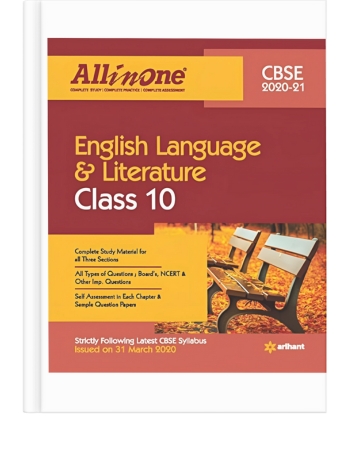 All in One®
COMPLETE STUDY | COMPLETE PRACTICE | COMPLETE ASSESSMENT
CBSE
2020-21
English Language
& Literature
Class 10
Complete Study Material for
all Three Sections
All Types of Questions ; Board's, NCERT &
Other Imp. Questions
Self Assessment in Each Chapter &
Sample Question Papers
Strictly Following Latest CBSE Syllabus
Issued on 31 March 2020
arihant